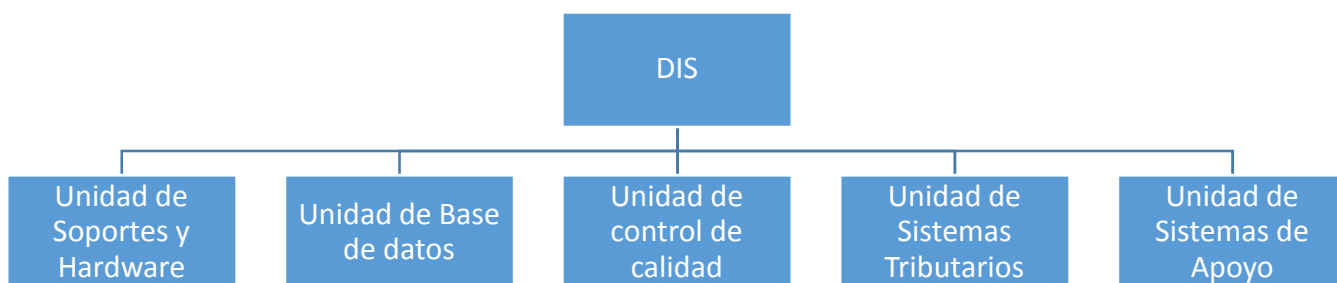 DIS
Unidad de
Soportes y
Hardware
Unidad de Base
de datos
Unidad de
control de
calidad
Unidad de
Sistemas
Tributarios
Unidad de
Sistemas de
Apoyo